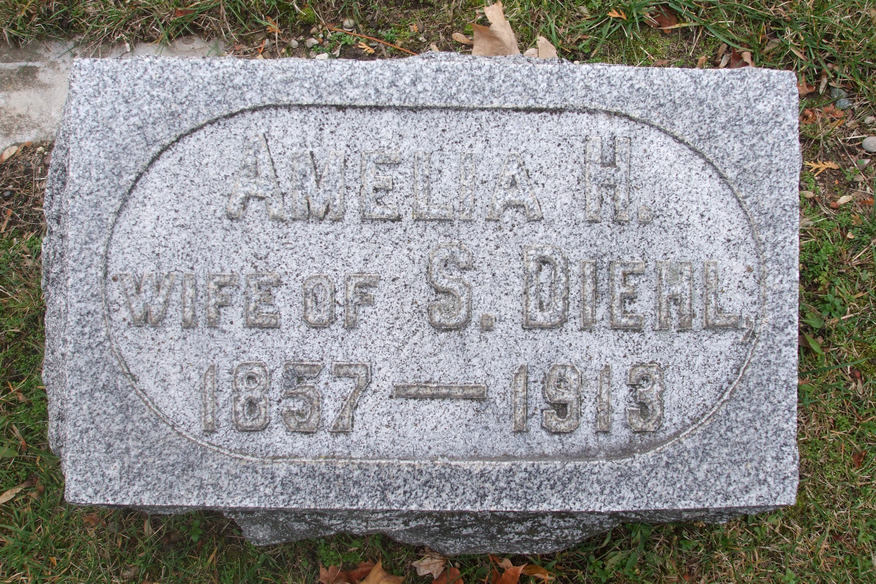 AMELIA H.
WIFE OF S. DIEHL.
1857 — 1913